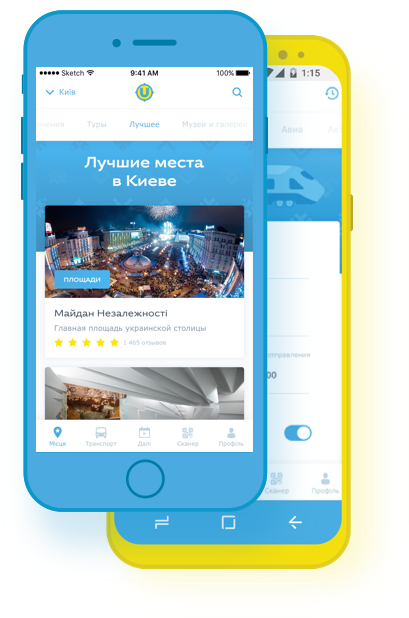 Sketch
9:41 AM
100%
1:15
Київ
Туры
Лучшее
Музеи и галереи
Авиа
Лучшие места
в Киеве
ПЛОЩАДИ
Майдан Незалежності
Главная площадь украинской столицы
1 465 отзывов
отправления
00
Місця
Транспорт
Далі
Сканер
Профіль
Сканер
Профіль